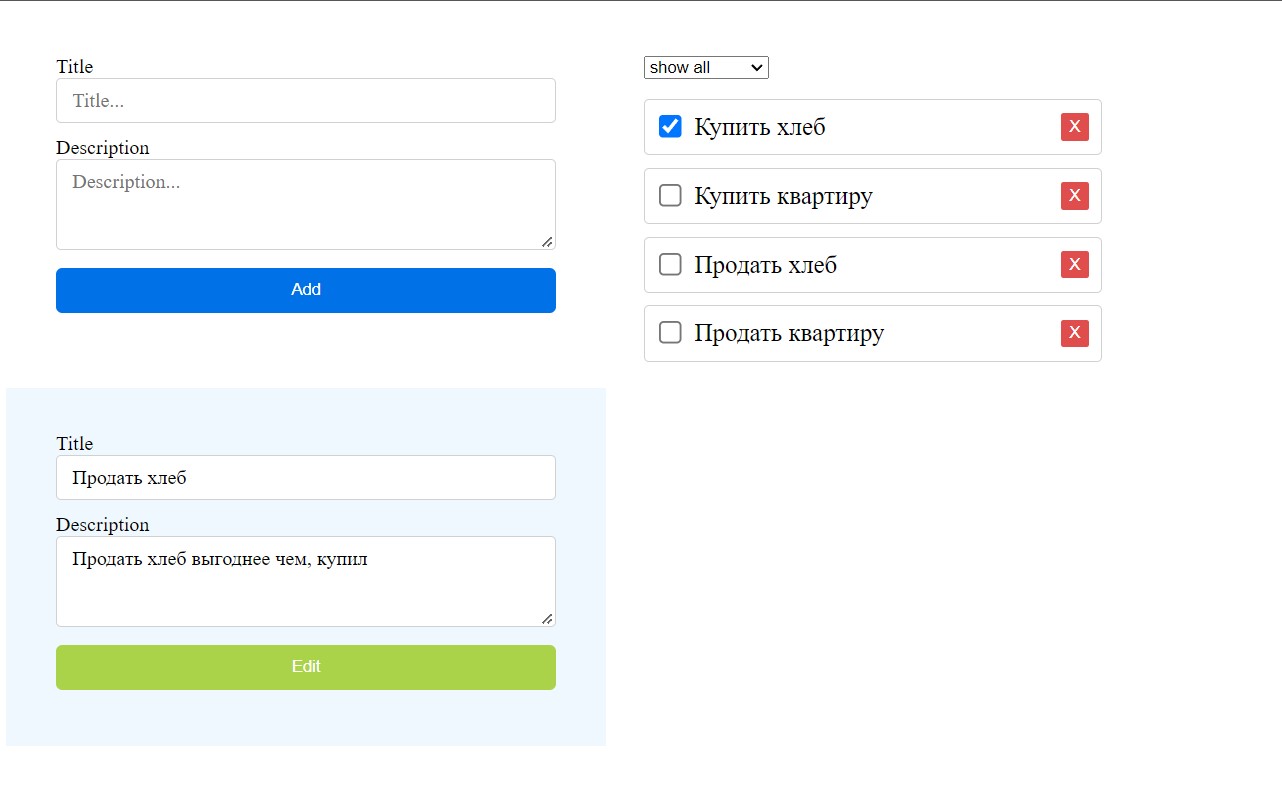 Title
Title...
Description
Description...
Add
show all
Купить хлеб
X
Купить квартиру
X
Продать хлеб
X
Продать квартиру
X
Title
Продать хлеб
Description
Продать хлеб выгоднее чем, купил
Edit